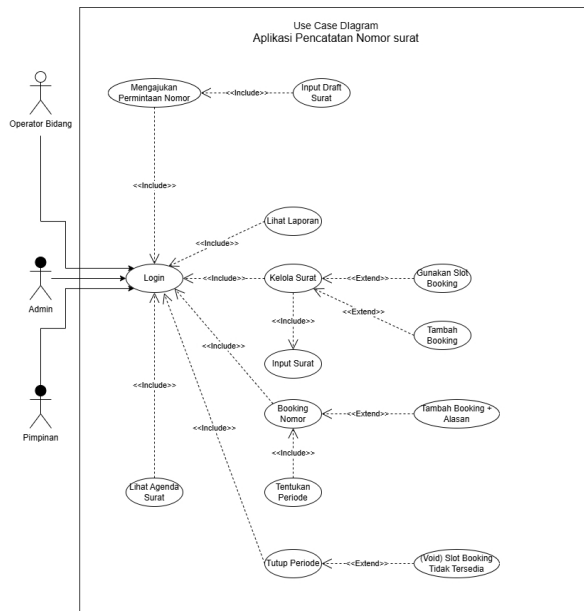 Use Case DIagram
Aplikasi Pencatatan Nomor surat
Mengajukan
Permintaan Nomor
<<Include>>
Input Draft
Surat
Operator Bidang
<<Include>>
Lihat Laporan
<<Include>>
Login
<<Include>>
Kelola Surat
<<Extend>>
Gunakan Slot
Booking
Admin
<<Extend>>
Tambah
Booking
<<Include>>
<<Include>>
Input Surat
<<Include>>
Booking
Nomor
<<Extend>>
Tambah Booking +
Alasan
<<Include>>
Pimpinan
<<Include>>
Lihat Agenda
Surat
Tentukan
Periode
Tutup Periode
<<Extend>>
(Void) Slot Booking
Tidak Tersedia